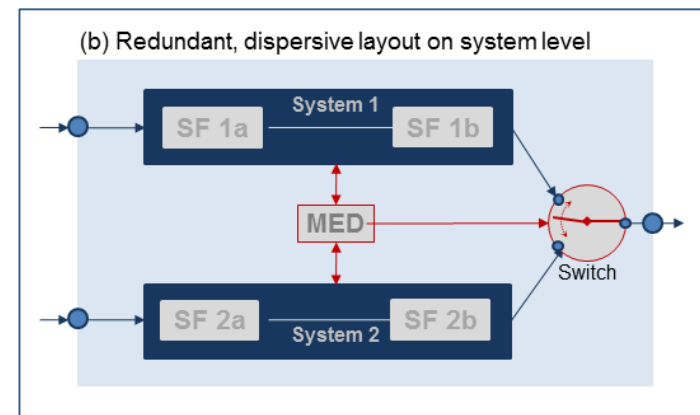 (b) Redundant, dispersive layout on system level
System 1
SF 1a
SF 1b
MED
Switch
SF 2a
SF 2b
System 2